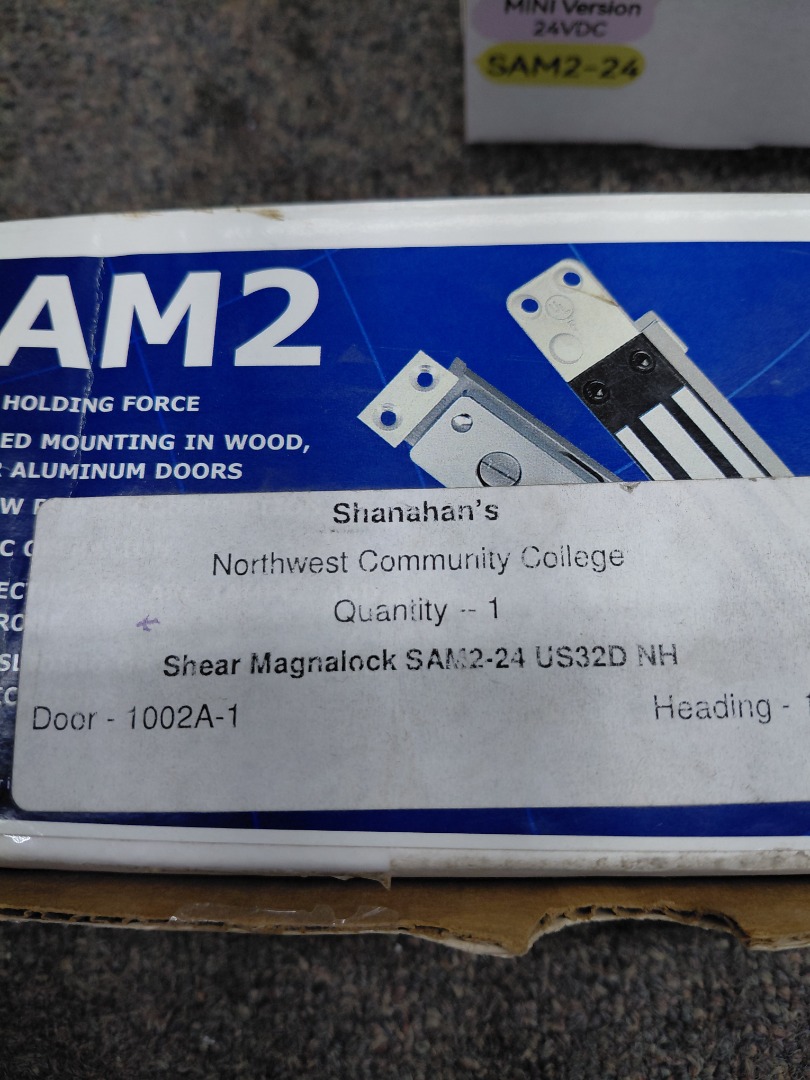 MINI Version
24VDC
SAM2-24
AM2
HOLDING FORCE
ED MOUNTING IN WOOD,
ALUMINUM DOORS
Shanahan's
Northwest Community College
Quantity -- 1
Shear Magnalock SAM2-24 US32D NH
Door - 1002A-1
Heading - 1